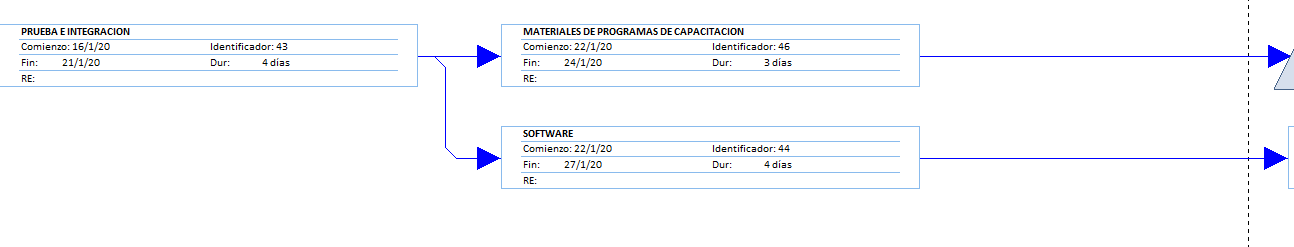 PRUEBA E INTEGRACION
Comienzo: 16/1/20 Identificador: 43
Fin: 21/1/20 Dur: 4 días
RE:
MATERIALES DE PROGRAMAS DE CAPACITACION
Comienzo: 22/1/20 Identificador: 46
Fin: 24/1/20 Dur: 3 días
RE:
SOFTWARE
Comienzo: 22/1/20 Identificador: 44
Fin: 27/1/20 Dur: 4 días
RE: